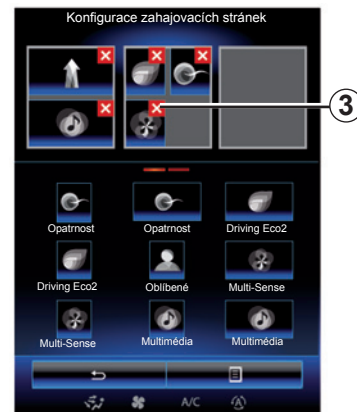 Konfigurace zahajovacích stránek
3
Opatrnost Opatrnost Driving Eco2
Driving Eco2 Oblíbené Multi-Sense
Multi-Sense Multimédia Multimédia
A/C